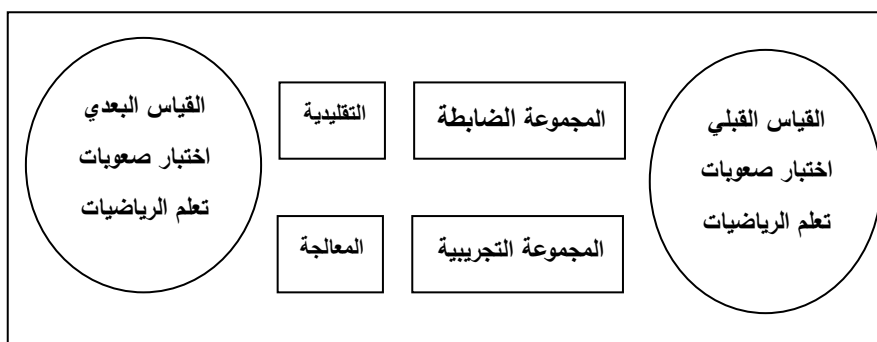 القياس القبلي
اختبار صعوبات
تعلم الرياضيات
المجموعة الضابطة
التقليدية
المجموعة التجريبية
المعالجة
القياس البعدي
اختبار صعوبات
تعلم الرياضيات